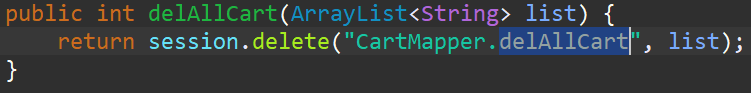 public int delAllCart(ArrayList<String> list) {
    return session.delete("CartMapper.delAllCart", list);
}